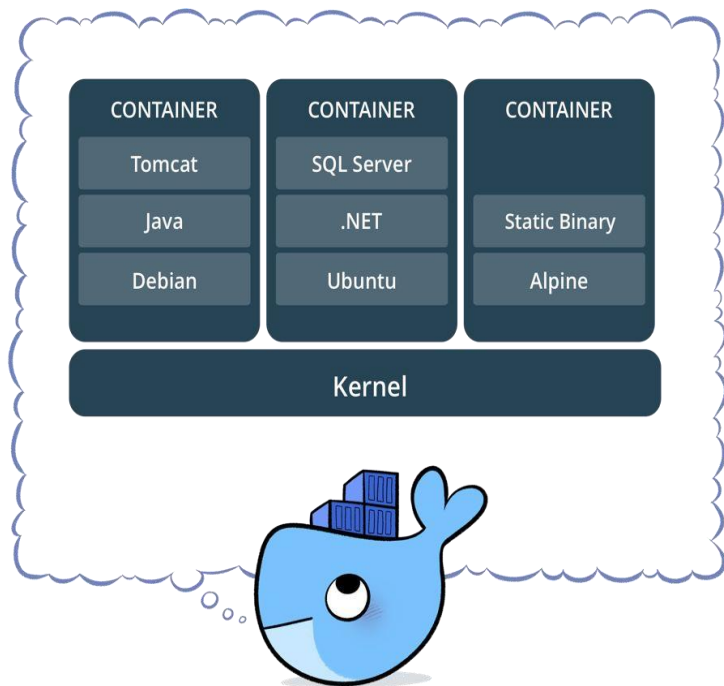 CONTAINER
Tomcat
Java
Debian
CONTAINER
SQL Server
.NET
Ubuntu
CONTAINER
Static Binary
Alpine
Kernel